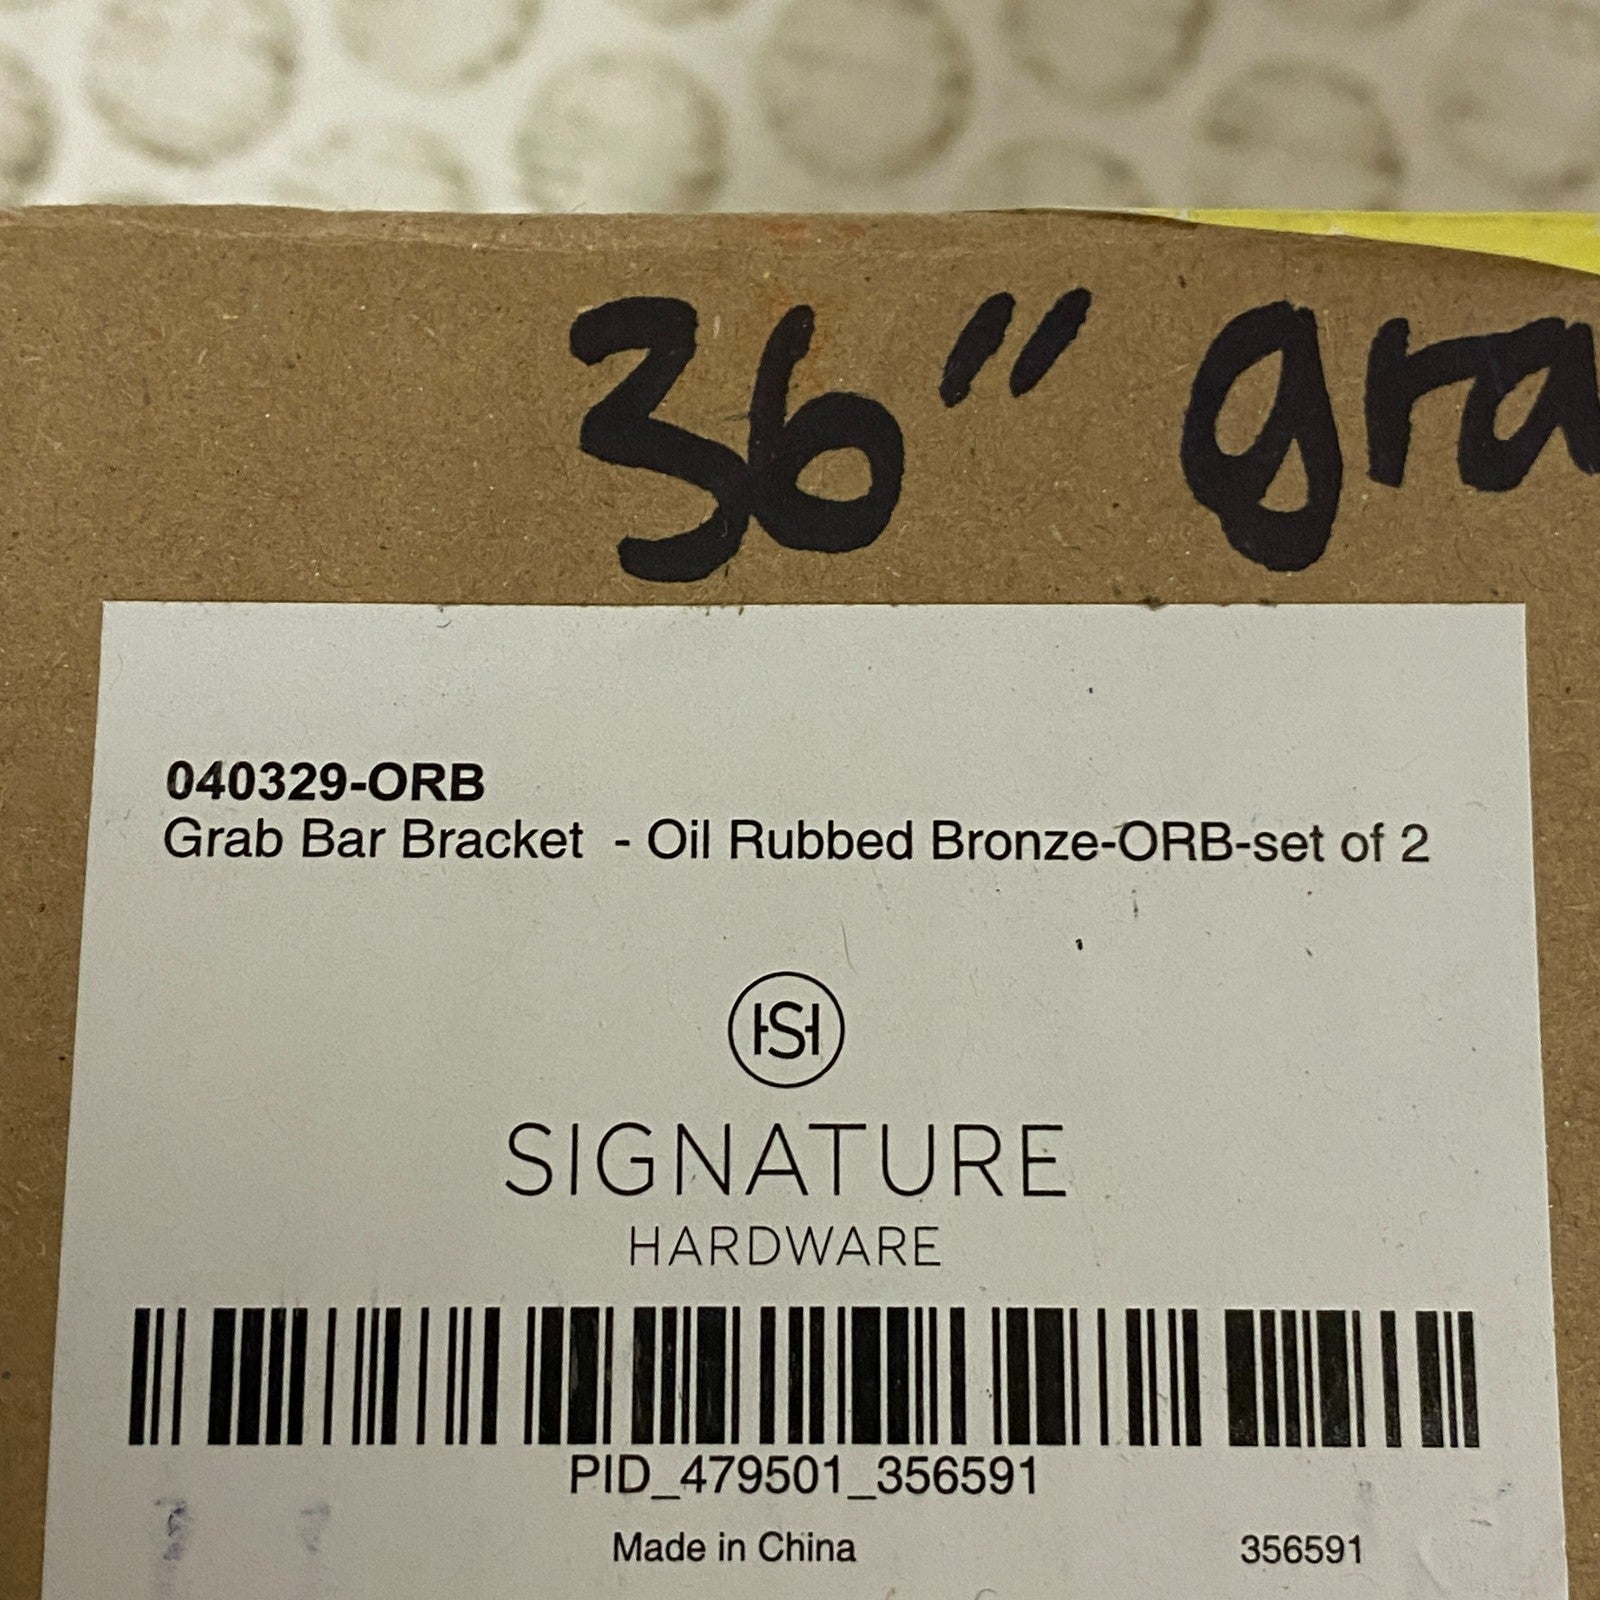 36" gra
040329-ORB
Grab Bar Bracket - Oil Rubbed Bronze-ORB-set of 2
SIGNATURE
HARDWARE
PID_479501_356591
Made in China 356591